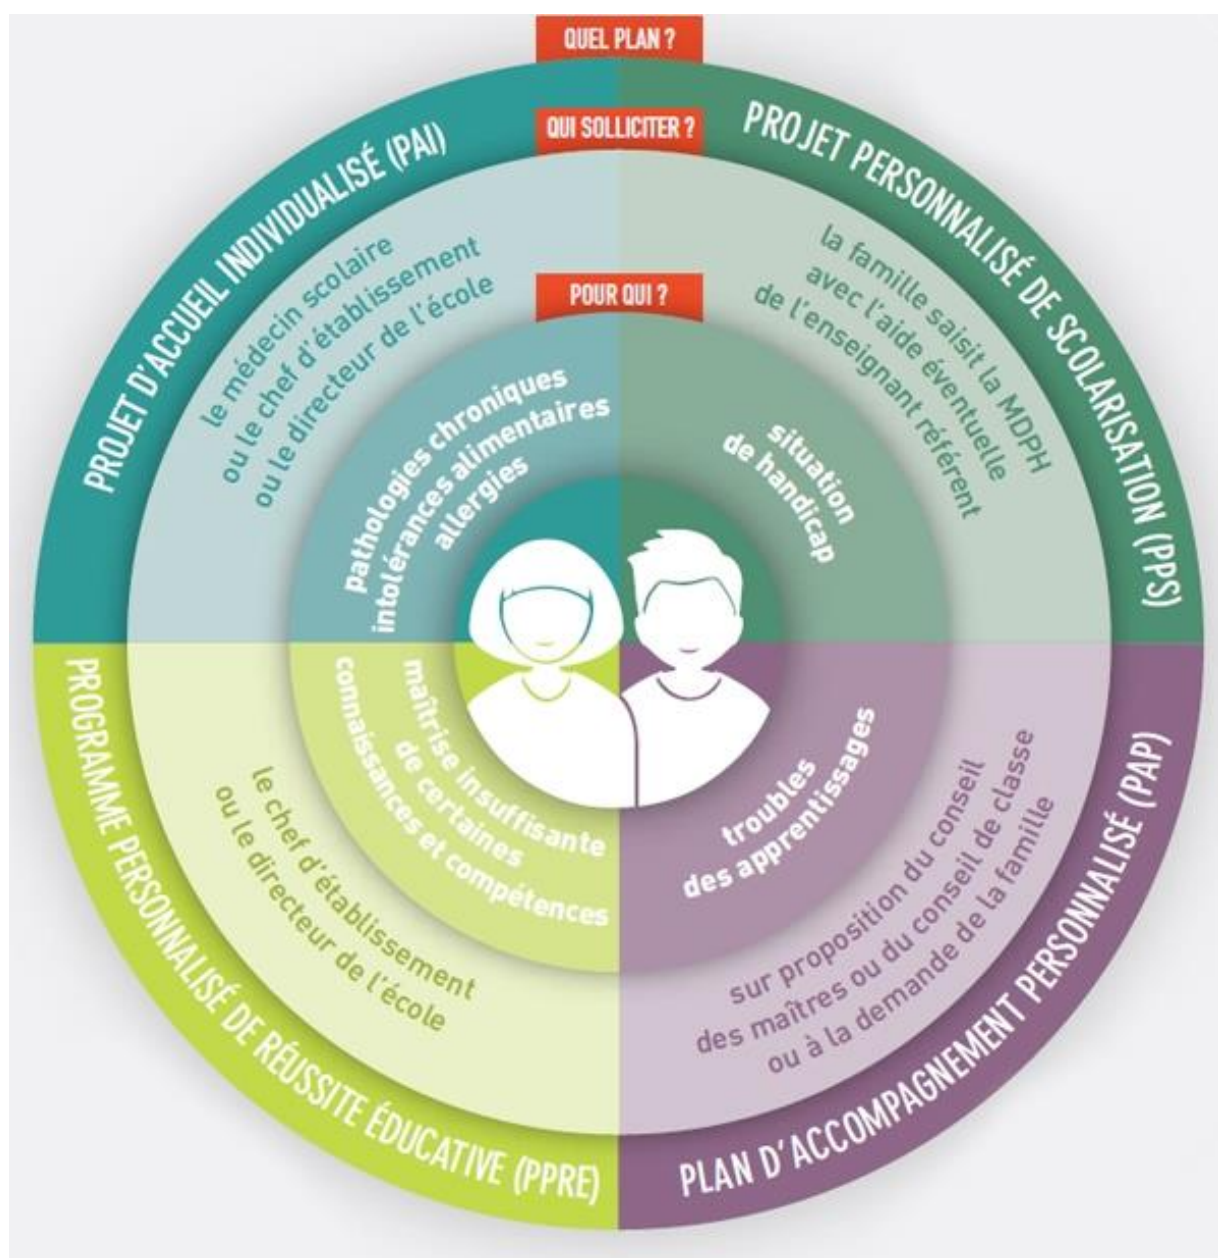 QUEL PLAN ?
QUI SOLLICITER ?
POUR QUI ?
PROJET D'ACCUEIL INDIVIDUALISÉ (PAI)
le médecin scolaire
ou le chef d'établissement
ou le directeur de l'école
pathologies chroniques
intolérances alimentaires
allergies
PROJET PERSONNALISÉ DE SCOLARISATION (PPS)
la famille saisit la MDPH
avec l'aide éventuelle
de l'enseignant référent
situation
de handicap
PROGRAMME PERSONNALISÉ DE RÉUSSITE ÉDUCATIVE (PPRE)
le chef d'établissement
ou le directeur de l'école
maîtrise insuffisante
de certaines
connaissances et compétences
PLAN D'ACCOMPAGNEMENT PERSONNALISÉ (PAP)
sur proposition du conseil
des maîtres ou du conseil de classe
ou à la demande de la famille
troubles
des apprentissages